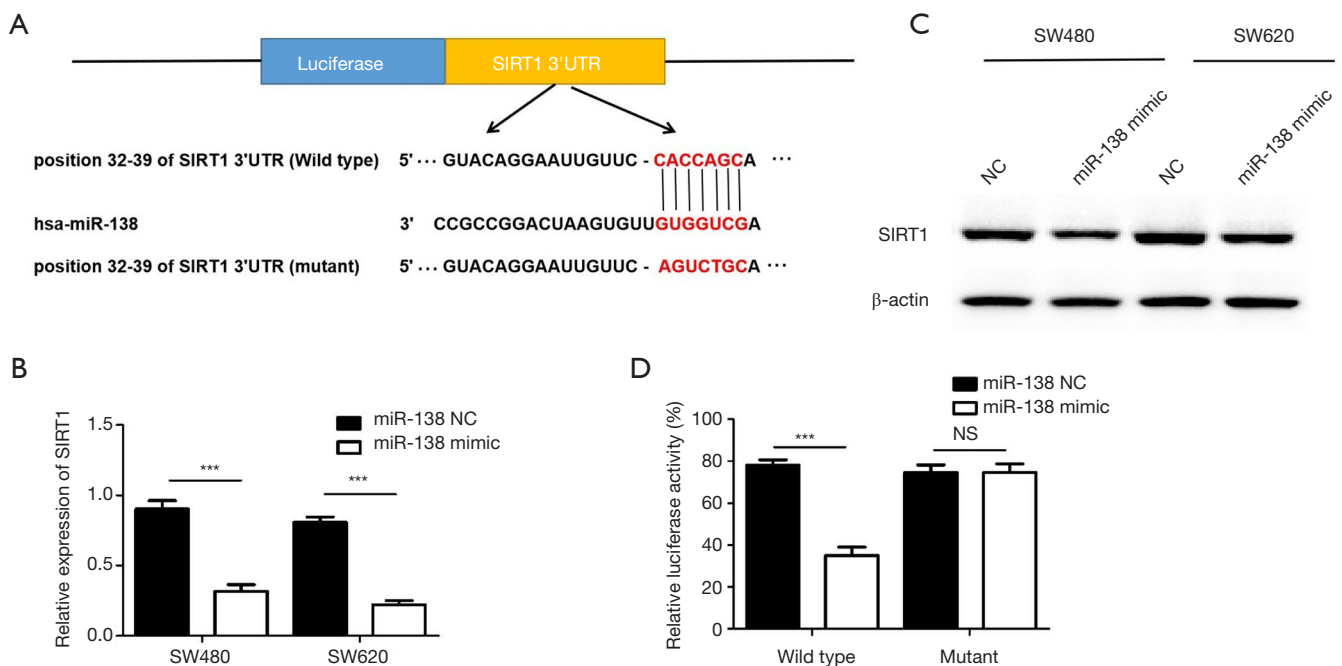 A
Luciferase
SIRT1 3'UTR
position 32-39 of SIRT1 3'UTR (Wild type) 5' ··· GUACAGGAAUUGUUC - CACCAGCA ···
hsa-miR-138 3' CCGCCGGACUAAGUGUUGUGGUCGA
position 32-39 of SIRT1 3'UTR (mutant) 5' ··· GUACAGGAAUUGUUC - AGUCTGCA ···
B
Relative expression of SIRT1
1.5
1.0
0.5
0.0
miR-138 NC
miR-138 mimic
***
***
SW480
SW620
C
SW480
SW620
NC
miR-138 mimic
NC
miR-138 mimic
SIRT1
β-actin
D
Relative luciferase activity (%)
100
80
60
40
20
0
miR-138 NC
miR-138 mimic
***
NS
Wild type
Mutant